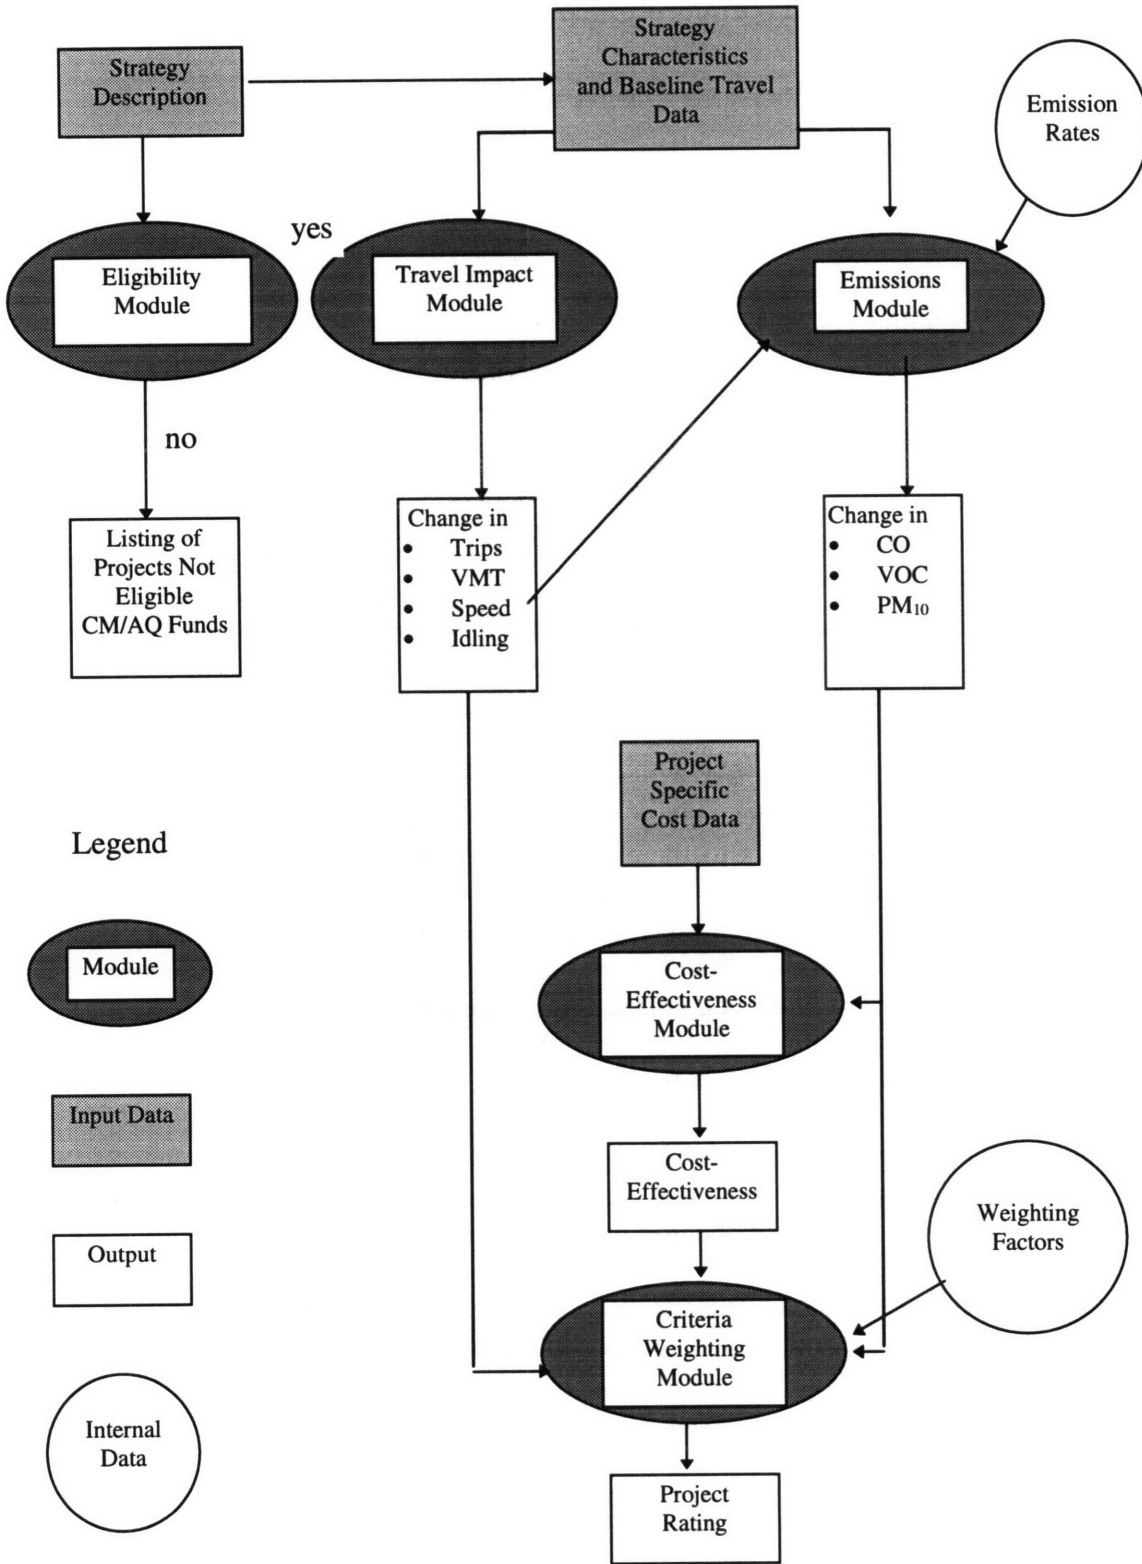 Strategy
Description
Strategy
Characteristics
and Baseline Travel
Data
Emission
Rates
yes
Eligibility
Module
Travel Impact
Module
Emissions
Module
no
Listing of
Projects Not
Eligible
CM/AQ Funds
Change in
• Trips
• VMT
• Speed
• Idling
Change in
• CO
• VOC
• PM₁₀
Project
Specific
Cost Data
Legend
Module
Cost-
Effectiveness
Module
Input Data
Cost-
Effectiveness
Weighting
Factors
Output
Criteria
Weighting
Module
Internal
Data
Project
Rating